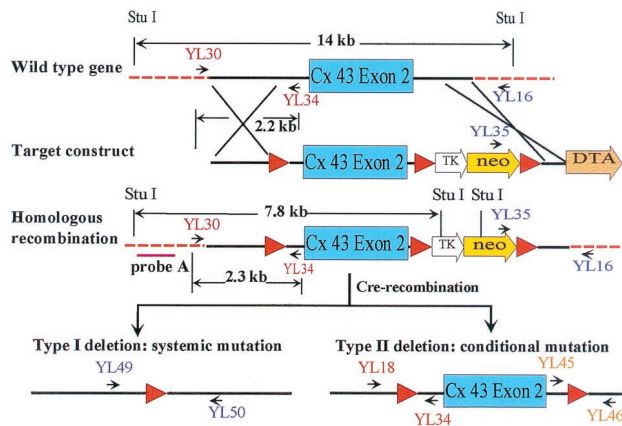 Stu I Stu I
14 kb
YL30
Wild type gene
Cx 43 Exon 2
YL34 YL16
2.2 kb YL35
Target construct
Cx 43 Exon 2 TK neo DTA
Stu I Stu I Stu I
Homologous recombination
7.8 kb
YL30 YL35
Cx 43 Exon 2 TK neo
probe A YL34 YL16
2.3 kb
Cre-recombination
Type I deletion: systemic mutation Type II deletion: conditional mutation
YL49 YL18 YL45
Cx 43 Exon 2
YL50 YL34 YL46